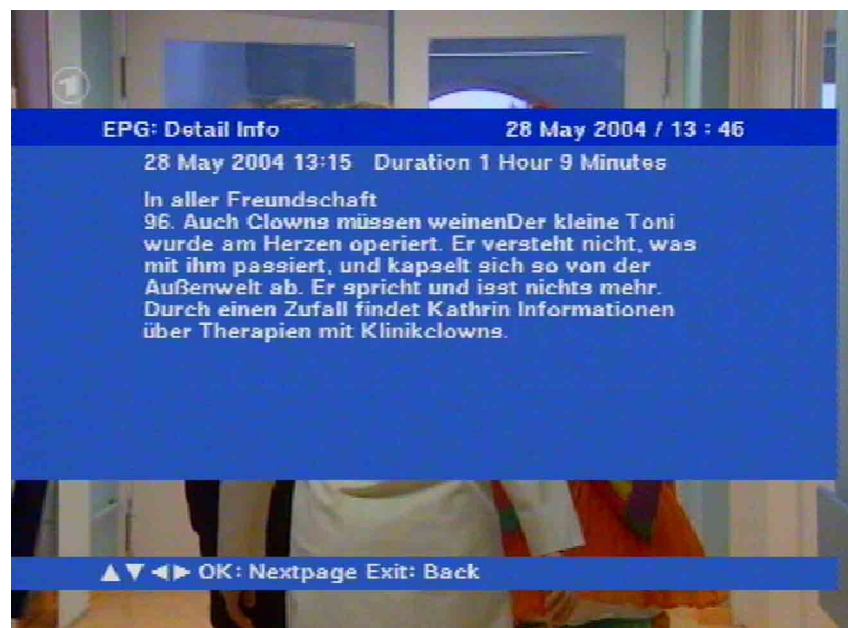 1
EPG: Detail Info 28 May 2004 / 13 : 46
28 May 2004 13:15 Duration 1 Hour 9 Minutes
In aller Freundschaft
96. Auch Clowns müssen weinenDer kleine Toni
wurde am Herzen operiert. Er versteht nicht, was
mit ihm passiert, und kapselt sich so von der
Außenwelt ab. Er spricht und isst nichts mehr.
Durch einen Zufall findet Kathrin Informationen
über Therapien mit Klinikclowns.
▲▼◄► OK: Nextpage Exit: Back